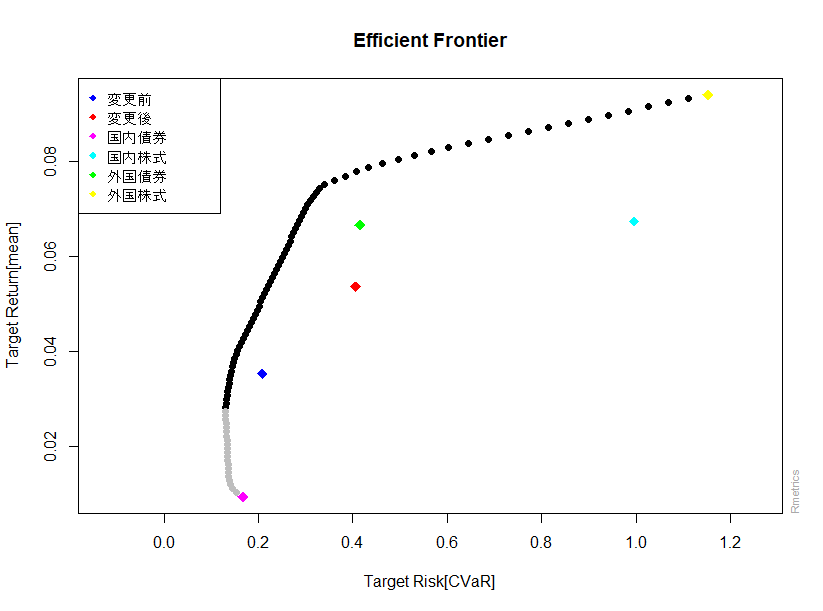 Efficient Frontier
変更前
変更後
国内債券
国内株式
外国債券
外国株式
Target Return[mean]
0.08
0.06
0.04
0.02
0.0 0.2 0.4 0.6 0.8 1.0 1.2
Target Risk[CVaR]
Rmetrics